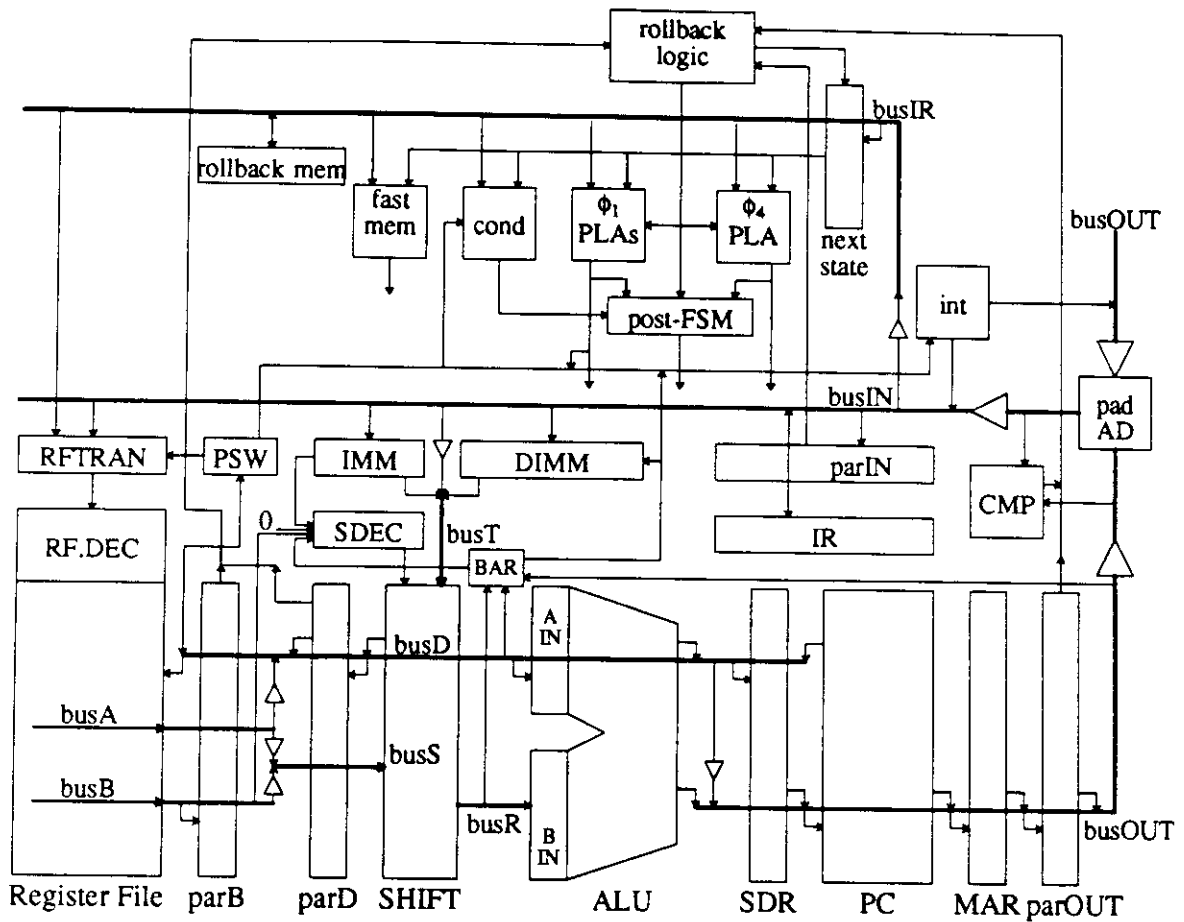 rollback
logic
busIR
rollback mem
fast
mem
cond
ϕ1
PLAs
ϕ4
PLA
next
state
busOUT
int
post-FSM
busIN
pad
AD
RFTRAN
PSW
IMM
DIMM
parIN
CMP
0
SDEC
busT
IR
RF.DEC
BAR
A
IN
busD
busA
busS
busB
busR
B
IN
busOUT
Register File
parB
parD
SHIFT
ALU
SDR
PC
MAR
parOUT